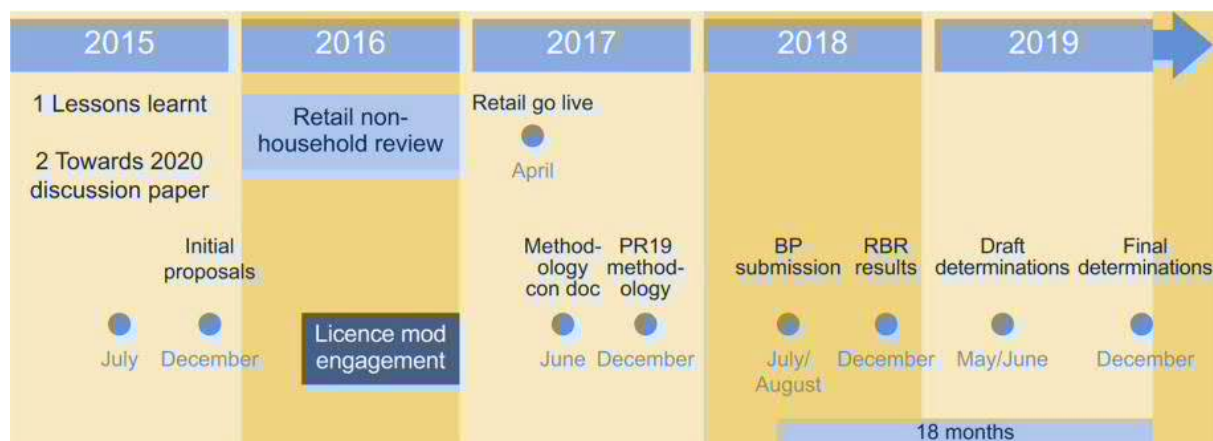 2015
2016
2017
2018
2019
1 Lessons learnt
2 Towards 2020
discussion paper
Retail non-
household review
Retail go live
April
Initial
proposals
July
December
Licence mod
engagement
Method-
ology
con doc
June
PR19
method-
ology
December
BP
submission
July/
August
RBR
results
December
Draft
determinations
May/June
Final
determinations
December
18 months